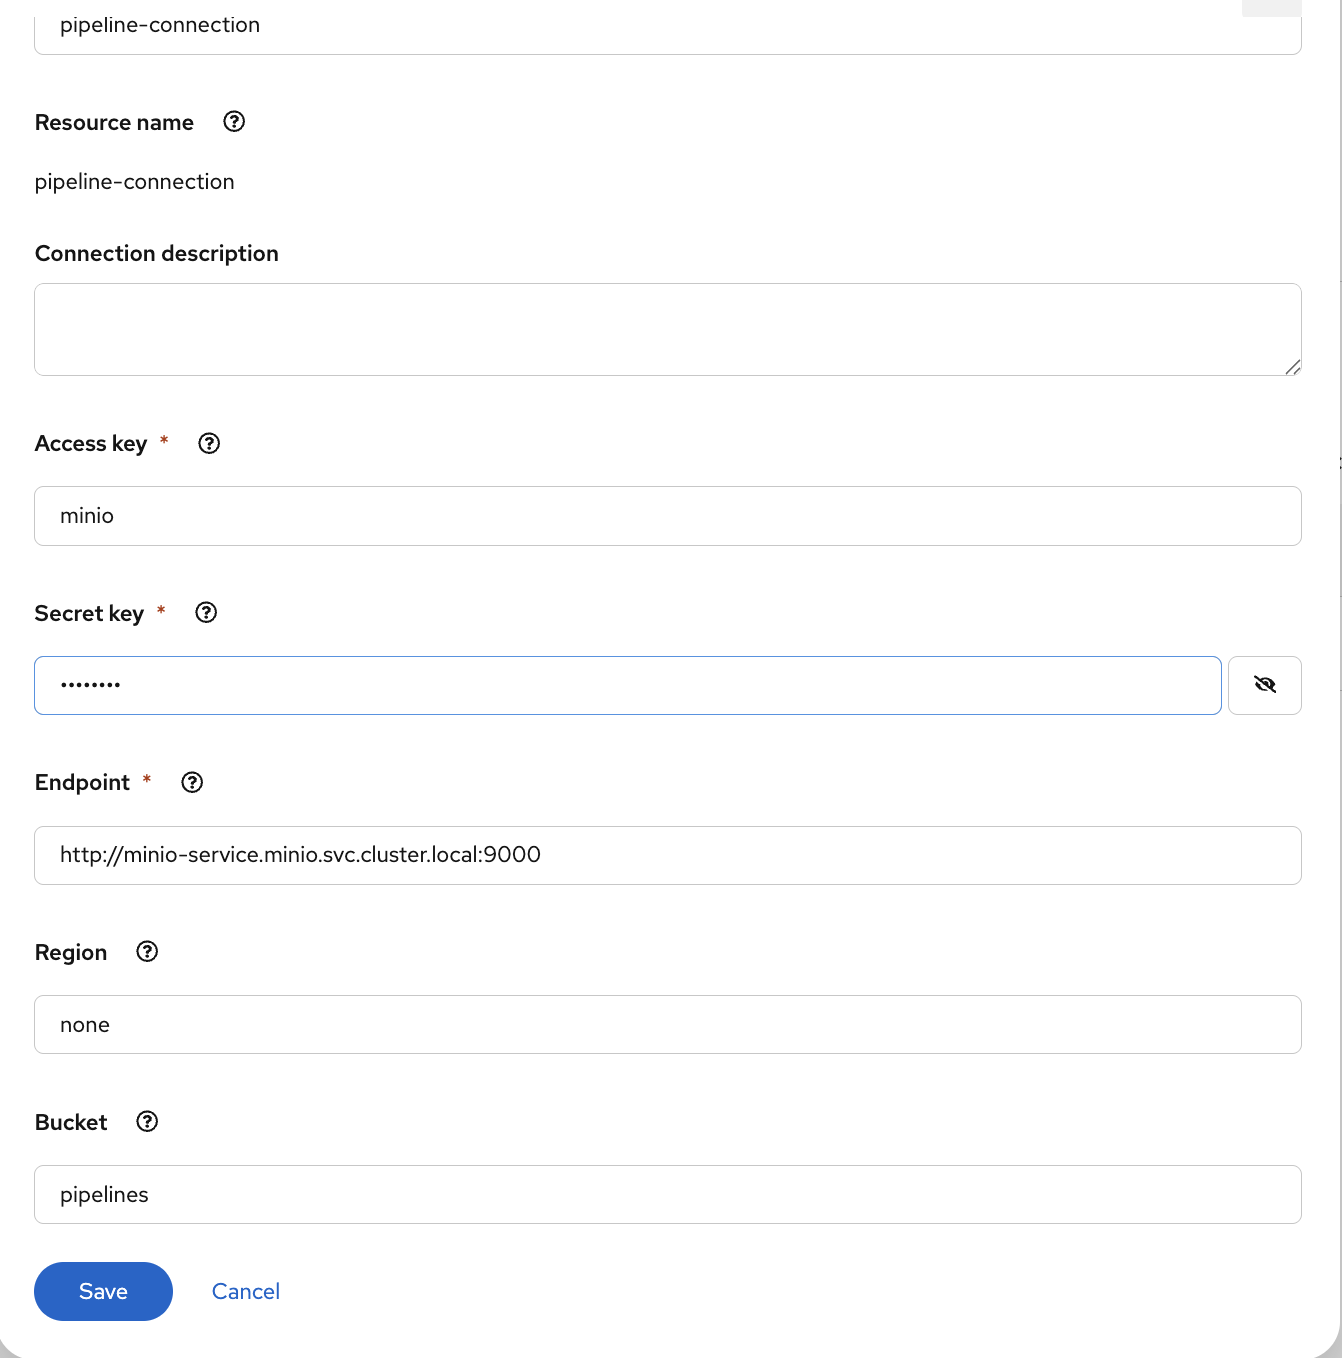 pipeline-connection
Resource name
pipeline-connection
Connection description
Access key *
minio
Secret key *
••••••••
Endpoint *
http://minio-service.minio.svc.cluster.local:9000
Region
none
Bucket
pipelines
Save Cancel